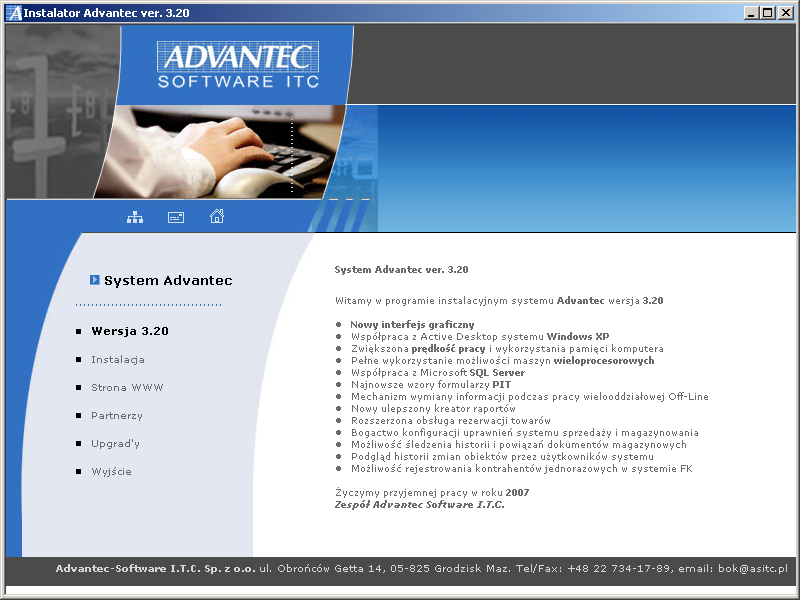 Instalator Advantec ver. 3.20
ADVANTEC
SOFTWARE ITC
System Advantec
Wersja 3.20
Instalacja
Strona WWW
Partnerzy
Upgrad'y
Wyjście
System Advantec ver. 3.20
Witamy w programie instalacyjnym systemu Advantec wersja 3.20
Nowy interfejs graficzny
Współpraca z Active Desktop systemu Windows XP
Zwiększona prędkość pracy i wykorzystania pamięci komputera
Pełne wykorzystanie możliwości maszyn wieloprocesorowych
Współpraca z Microsoft SQL Server
Najnowsze wzory formularzy PIT
Mechanizm wymiany informacji podczas pracy wielooddziałowej Off-Line
Nowy ulepszony kreator raportów
Rozszerzona obsługa rezerwacji towarów
Bogactwo konfiguracji uprawnień systemu sprzedaży i magazynowania
Możliwość śledzenia historii i powiązań dokumentów magazynowych
Podgląd historii zmian obiektów przez użytkowników systemu
Możliwość rejestrowania kontrahentów jednorazowych w systemie FK
Życzymy przyjemnej pracy w roku 2007
Zespół Advantec Software I.T.C.
Advantec-Software I.T.C. Sp. z o.o. ul. Obrońców Getta 14, 05-825 Grodzisk Maz. Tel/Fax: +48 22 734-17-89, email: bok@asitc.pl